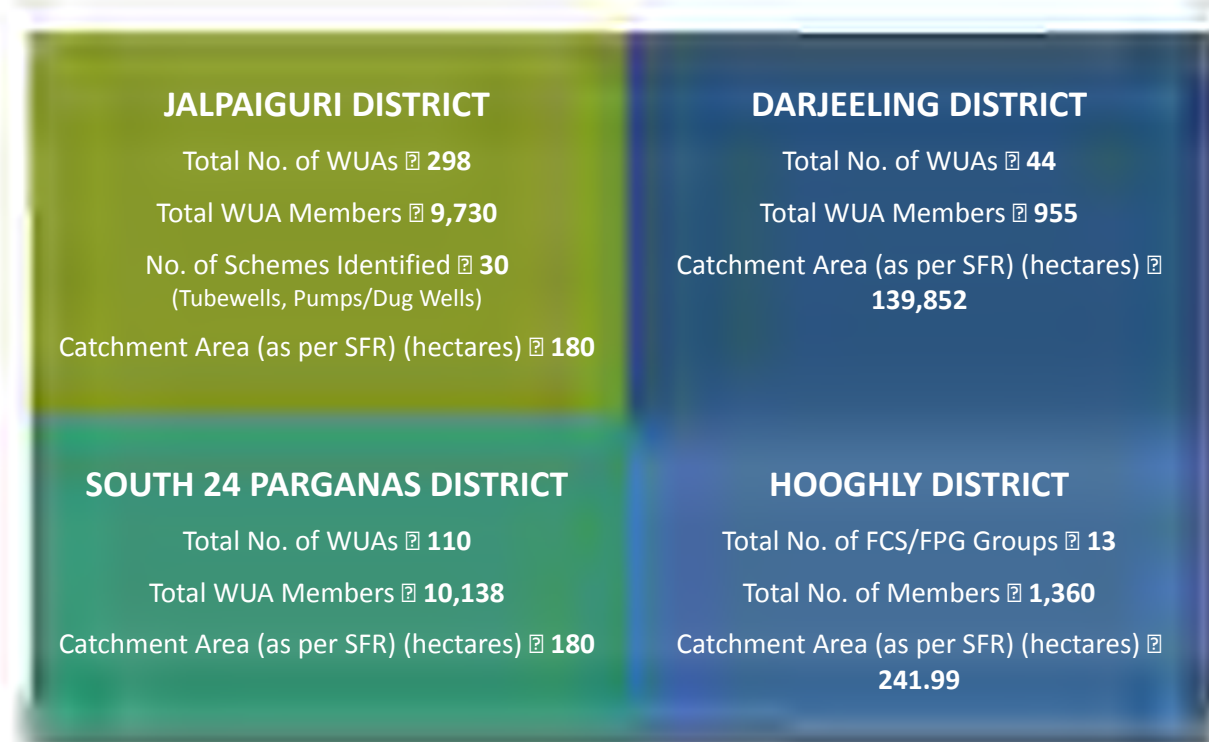 JALPAIGURI DISTRICT
Total No. of WUAs 🯄 298
Total WUA Members 🯄 9,730
No. of Schemes Identified 🯄 30
(Tubewells, Pumps/Dug Wells)
Catchment Area (as per SFR) (hectares) 🯄 180
DARJEELING DISTRICT
Total No. of WUAs 🯄 44
Total WUA Members 🯄 955
Catchment Area (as per SFR) (hectares) 🯄
139,852
SOUTH 24 PARGANAS DISTRICT
Total No. of WUAs 🯄 110
Total WUA Members 🯄 10,138
Catchment Area (as per SFR) (hectares) 🯄 180
HOOGHLY DISTRICT
Total No. of FCS/FPG Groups 🯄 13
Total No. of Members 🯄 1,360
Catchment Area (as per SFR) (hectares) 🯄
241.99